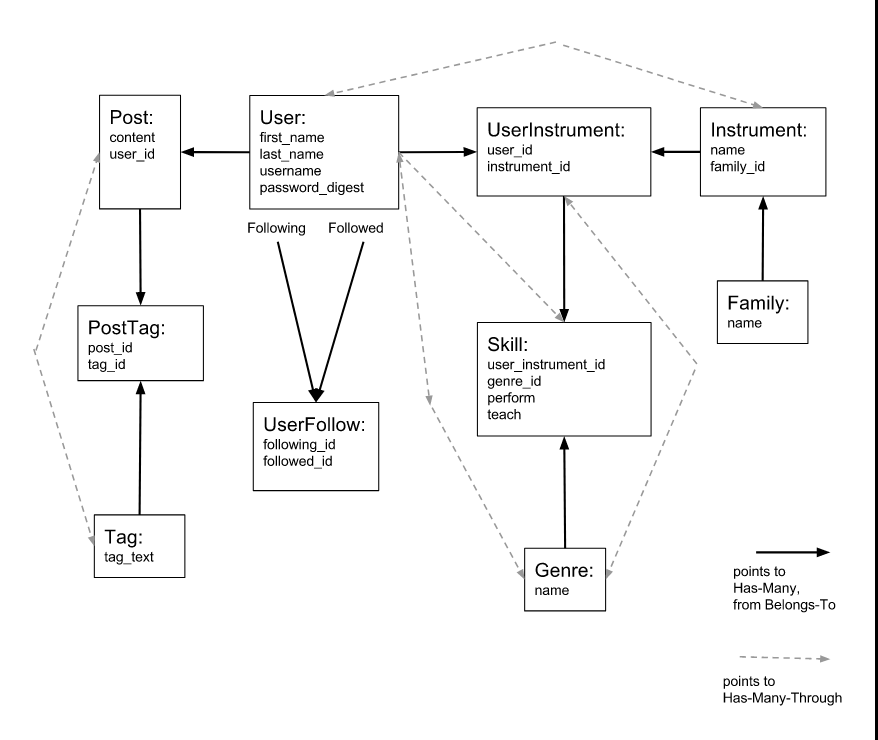 Post:
content
user_id
User:
first_name
last_name
username
password_digest
UserInstrument:
user_id
instrument_id
Instrument:
name
family_id
Following
Followed
Family:
name
PostTag:
post_id
tag_id
Skill:
user_instrument_id
genre_id
perform
teach
UserFollow:
following_id
followed_id
Tag:
tag_text
Genre:
name
points to
Has-Many,
from Belongs-To
points to
Has-Many-Through